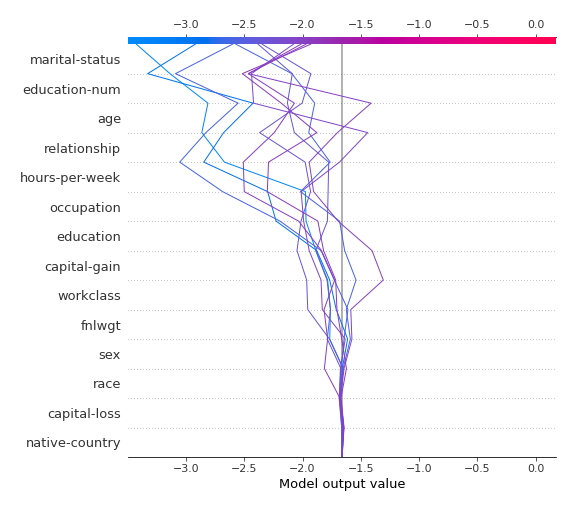 −3.0 −2.5 −2.0 −1.5 −1.0 −0.5 0.0
marital-status
education-num
age
relationship
hours-per-week
occupation
education
capital-gain
workclass
fnlwgt
sex
race
capital-loss
native-country
−3.0 −2.5 −2.0 −1.5 −1.0 −0.5 0.0
Model output value